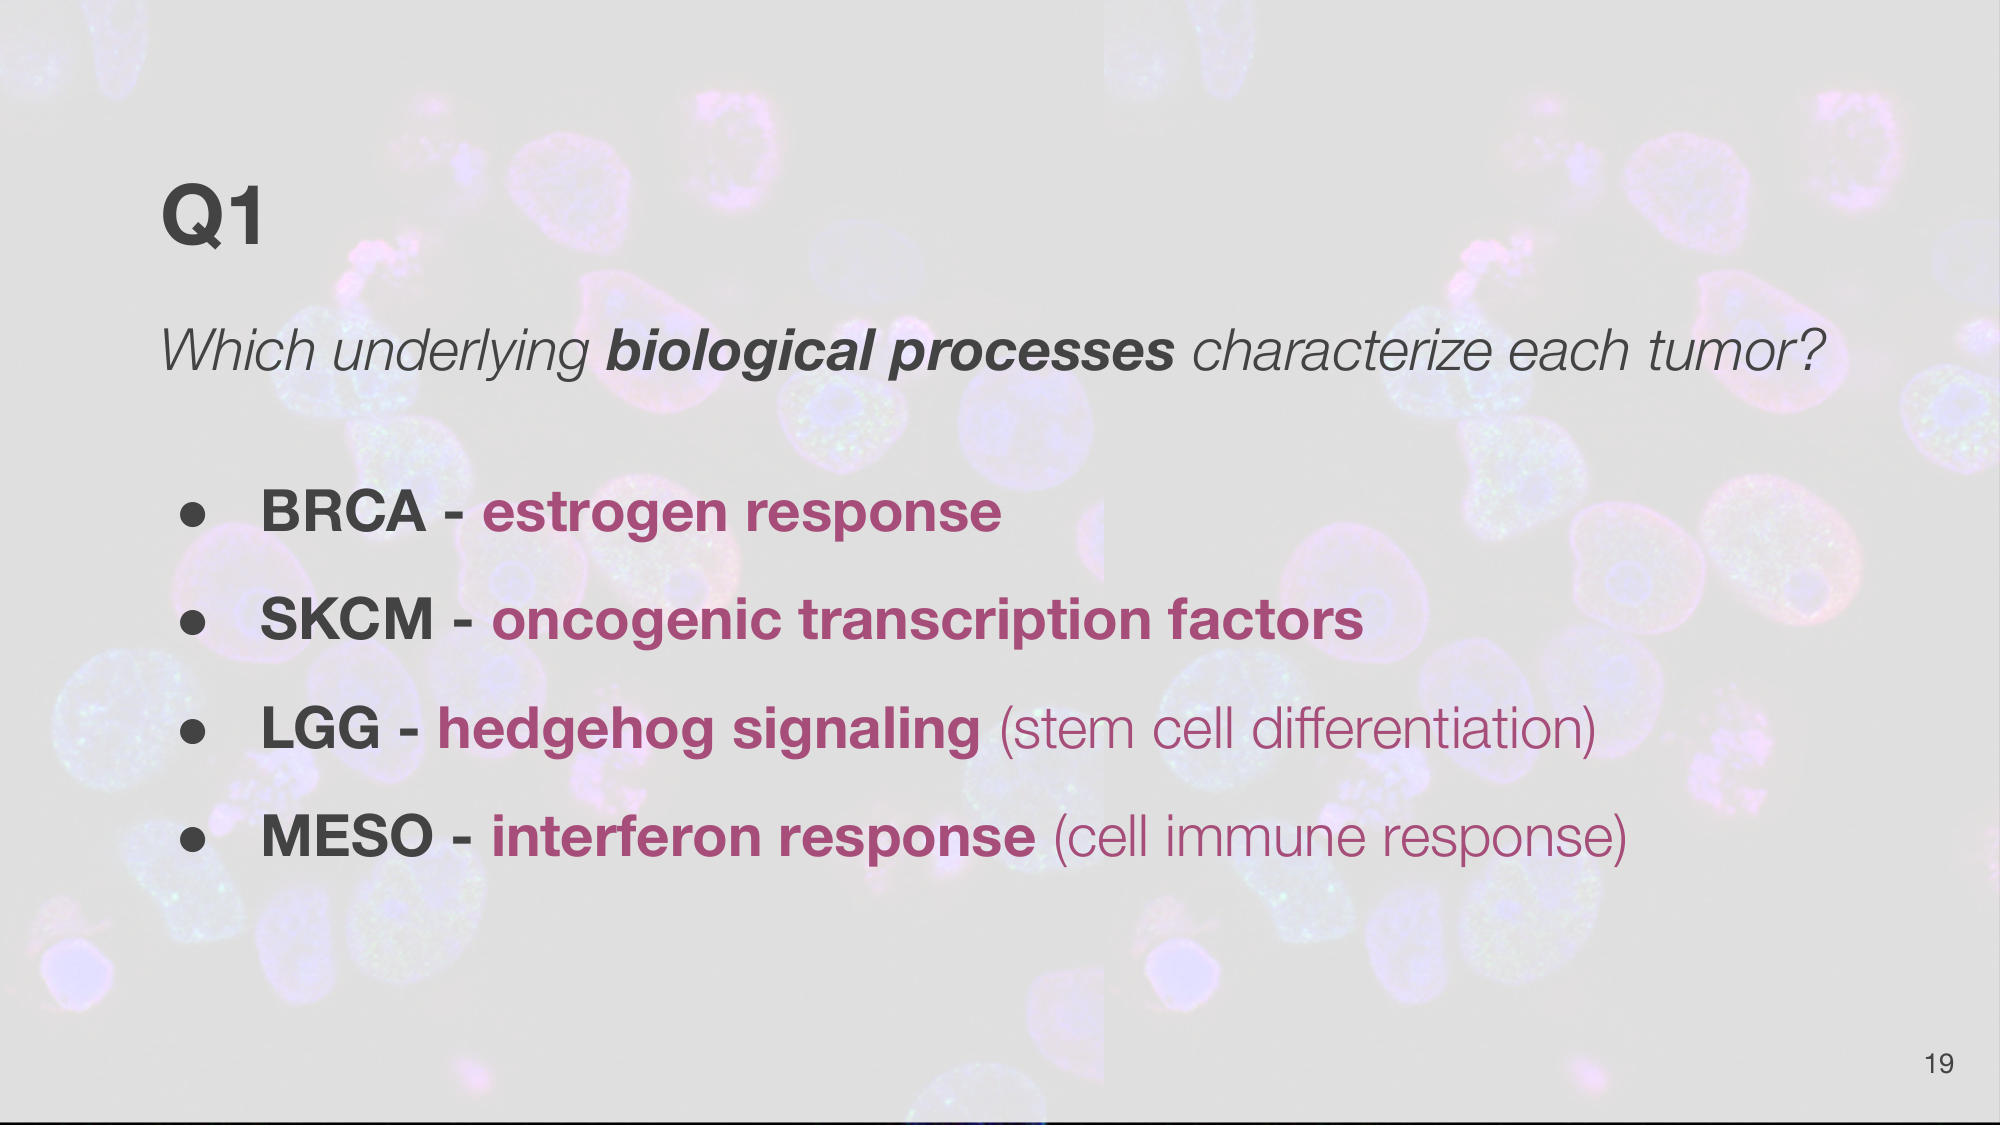 Q1
Which underlying biological processes characterize each tumor?
● BRCA - estrogen response
● SKCM - oncogenic transcription factors
● LGG - hedgehog signaling (stem cell differentiation)
● MESO - interferon response (cell immune response)
19